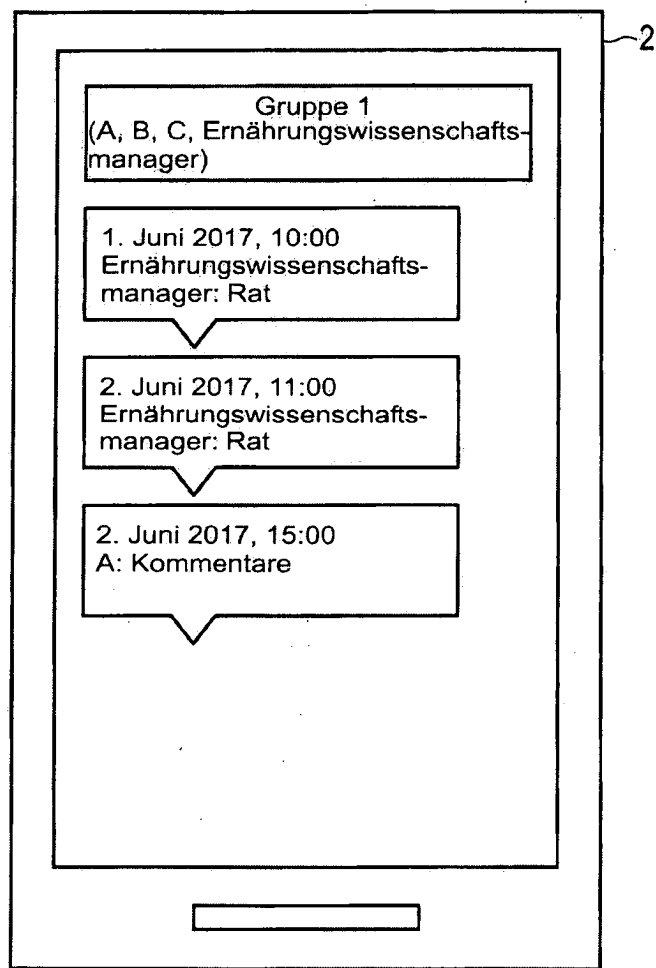 2
Gruppe 1
(A, B, C, Ernährungswissenschafts-
manager)
1. Juni 2017, 10:00
Ernährungswissenschafts-
manager: Rat
2. Juni 2017, 11:00
Ernährungswissenschafts-
manager: Rat
2. Juni 2017, 15:00
A: Kommentare